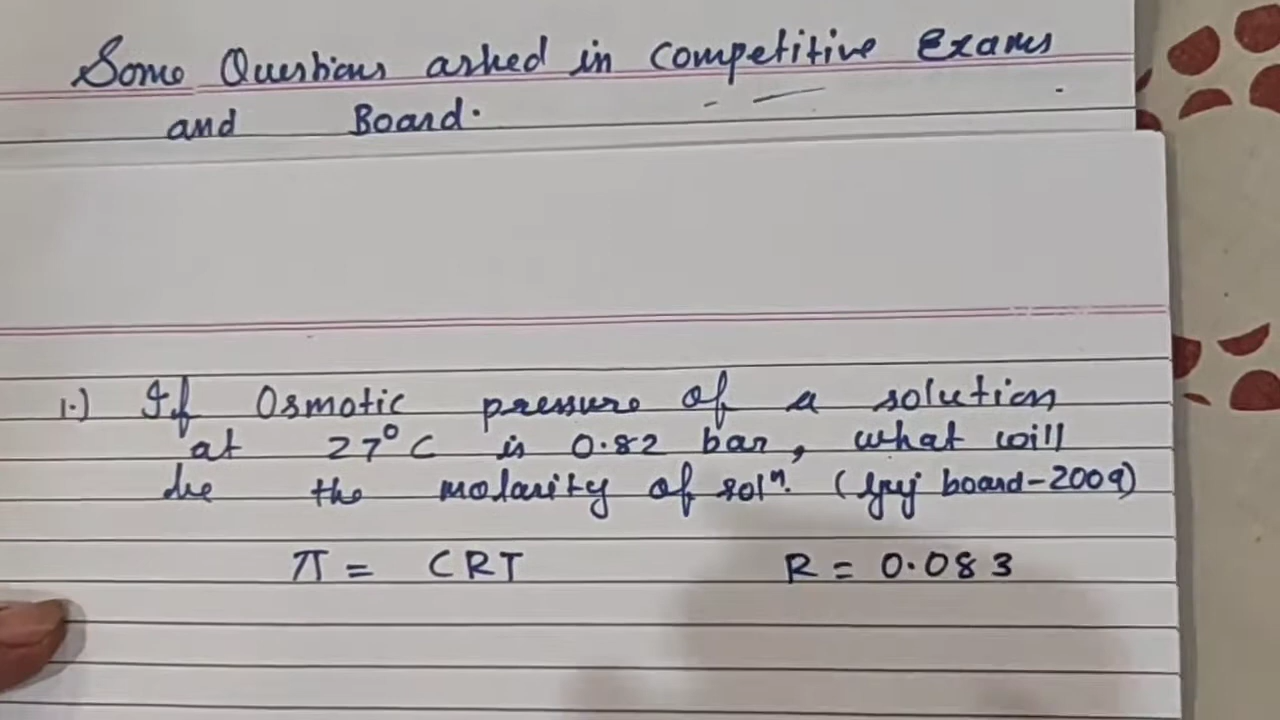 Some Questions asked in competitive Exams
and Board.
1.) If Osmotic pressure of a solution
at 27°C is 0.82 bar, what will
be the molarity of solⁿ. (Guj board-2009)
π = CRT R = 0.083